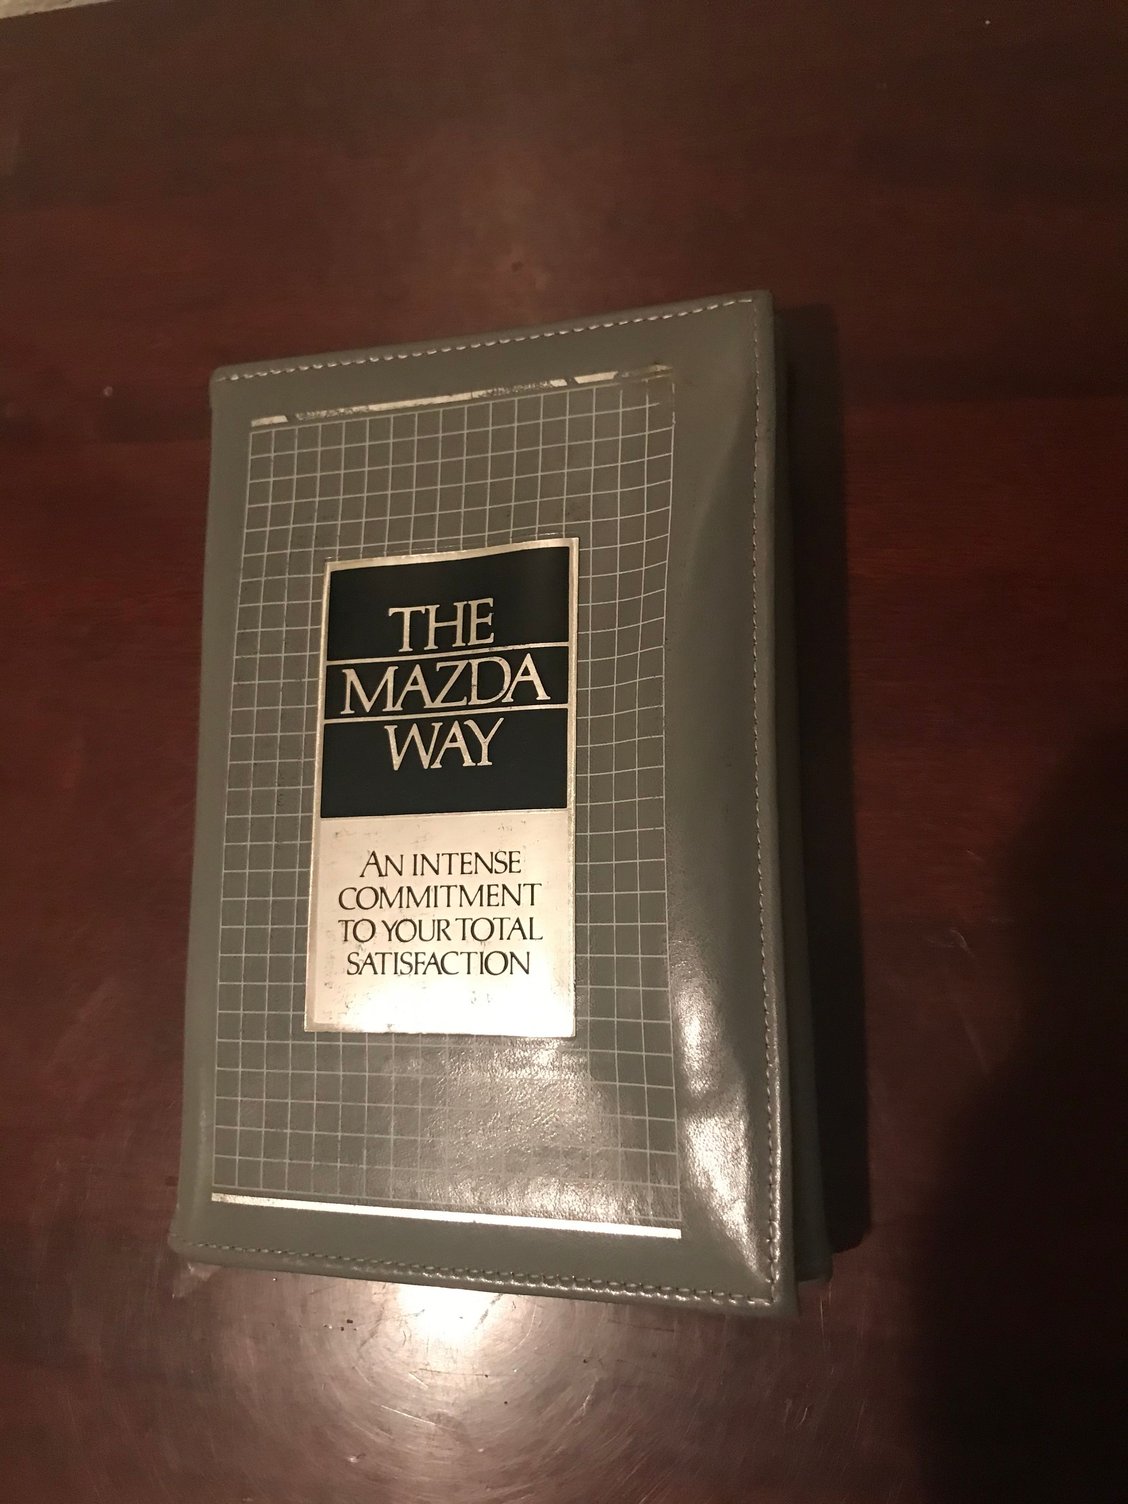 THE
MAZDA
WAY
AN INTENSE
COMMITMENT
TO YOUR TOTAL
SATISFACTION